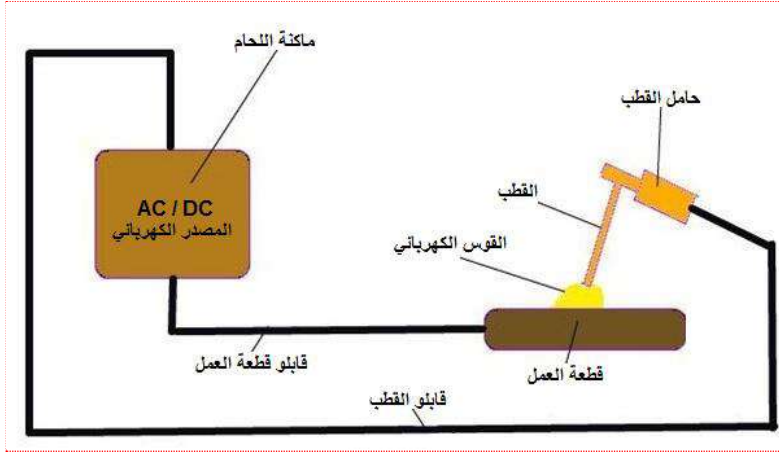 ماكنة اللحام
حامل القطب
القطب
AC / DC
المصدر الكهربائي
القوس الكهربائي
قابلو قطعة العمل
قطعة العمل
قابلو القطب